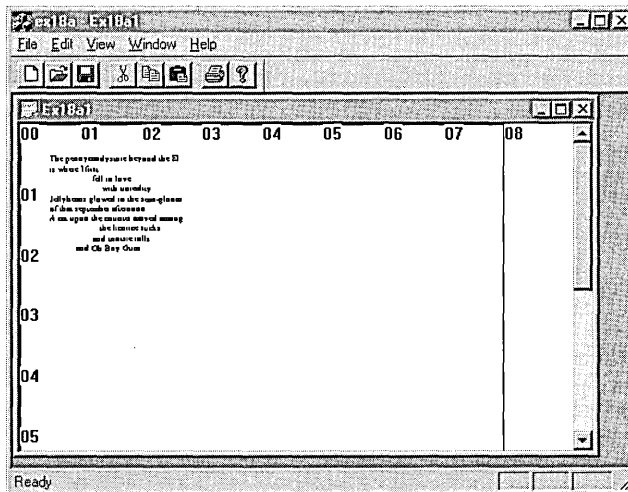 ex18a - Ex18a1
File Edit View Window Help
Ex18a1
00 01 02 03 04 05 06 07 08
The pennycandystore beyond the El
is where I first
fell in love
with unreality
01
Jellybeans glowed in the semi-gloom
of that september afternoon
A cat upon the counter moved among
the licorice sticks
and tootsie rolls
02
and Oh Boy Gum
03
04
05
Ready